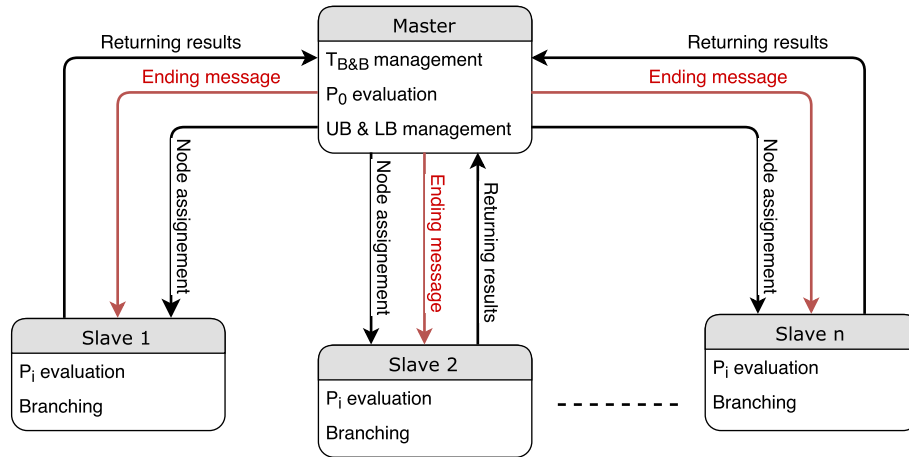 Master
Returning results
Returning results
T_B&B management
Ending message
Ending message
P_0 evaluation
UB & LB management
Node assignement
Node assignement
Ending message
Returning results
Node assignement
Slave 1
P_i evaluation
Branching
Slave 2
P_i evaluation
Branching
Slave n
P_i evaluation
Branching